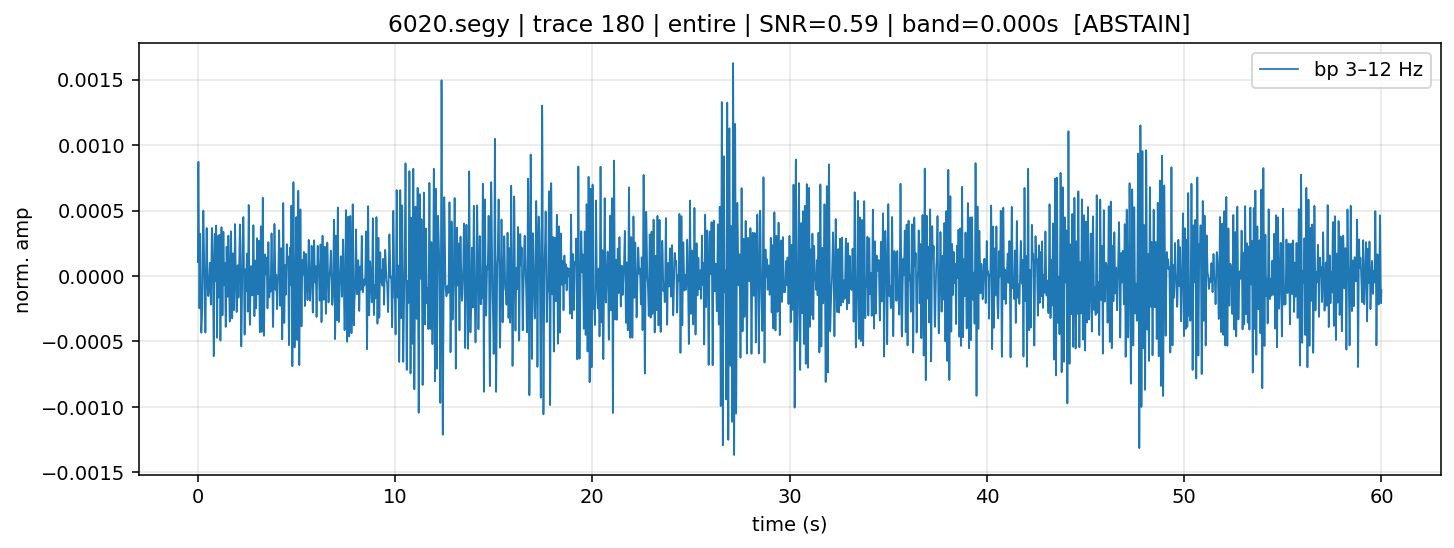 6020.segy | trace 180 | entire | SNR=0.59 | band=0.000s  [ABSTAIN]
bp 3–12 Hz
norm. amp
0.0015
0.0010
0.0005
0.0000
−0.0005
−0.0010
−0.0015
0 10 20 30 40 50 60
time (s)